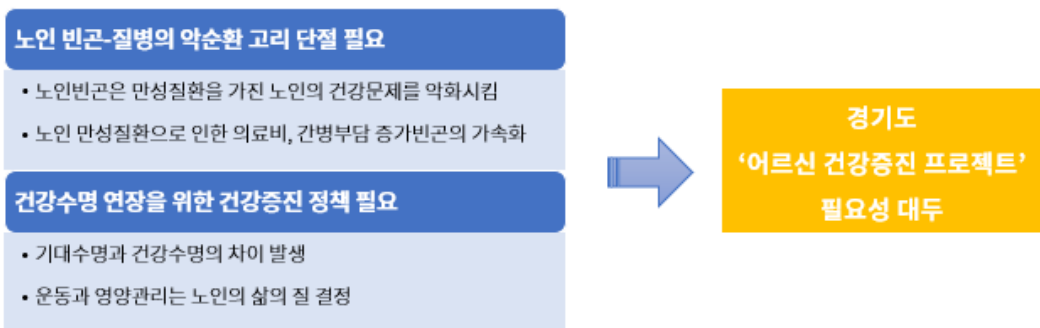 노인 빈곤-질병의 악순환 고리 단절 필요
• 노인빈곤은 만성질환을 가진 노인의 건강문제를 악화시킴
• 노인 만성질환으로 인한 의료비, 간병부담 증가빈곤의 가속화
건강수명 연장을 위한 건강증진 정책 필요
• 기대수명과 건강수명의 차이 발생
• 운동과 영양관리는 노인의 삶의 질 결정
경기도
‘어르신 건강증진 프로젝트’
필요성 대두